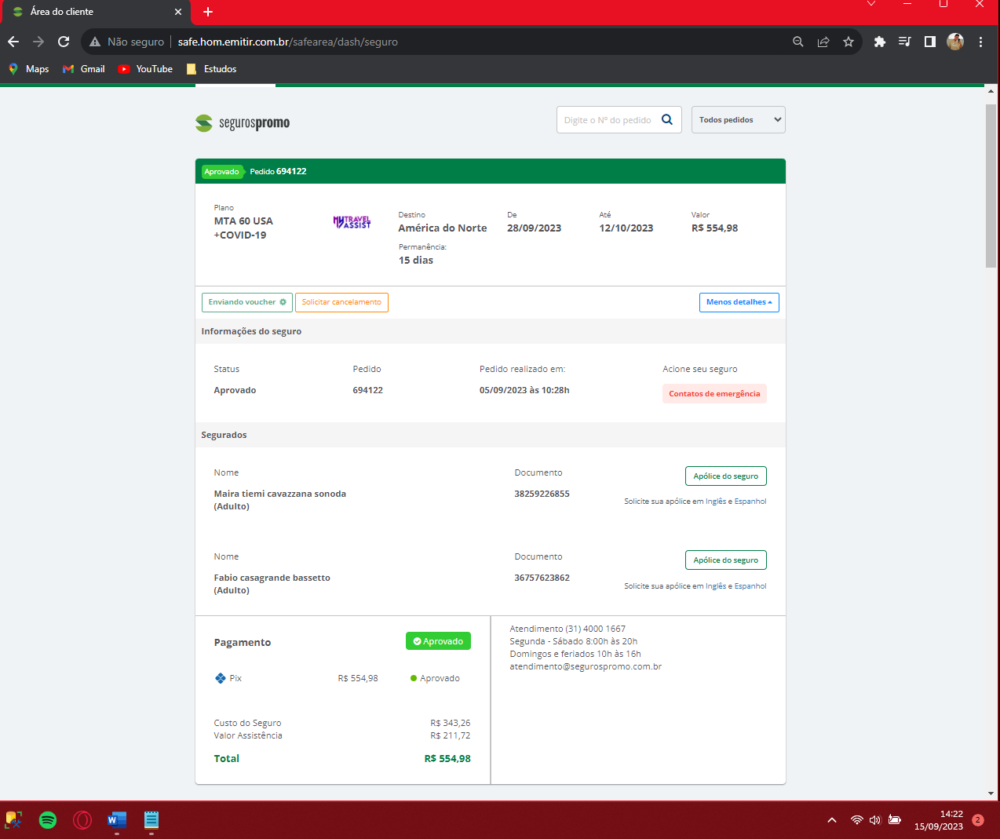 Área do cliente
Não seguro
safe.hom.emitir.com.br/safearea/dash/seguro
Maps
Gmail
YouTube
Estudos
segurospromo
Digite o Nº do pedido
Todos pedidos
Aprovado
Pedido 694122
Plano
MTA 60 USA
+COVID-19
MY TRAVEL
ASSIST
Destino
América do Norte
Permanência:
15 dias
De
28/09/2023
Até
12/10/2023
Valor
R$ 554,98
Enviando voucher
Solicitar cancelamento
Menos detalhes
Informações do seguro
Status
Aprovado
Pedido
694122
Pedido realizado em:
05/09/2023 às 10:28h
Acione seu seguro
Contatos de emergência
Segurados
Nome
Maira tiemi cavazzana sonoda
(Adulto)
Documento
38259226855
Apólice do seguro
Solicite sua apólice em Inglês e Espanhol
Nome
Fabio casagrande bassetto
(Adulto)
Documento
36757623862
Apólice do seguro
Solicite sua apólice em Inglês e Espanhol
Pagamento
Aprovado
Pix
R$ 554,98
Aprovado
Custo do Seguro
R$ 343,26
Valor Assistência
R$ 211,72
Total
R$ 554,98
Atendimento (31) 4000 1667
Segunda - Sábado 8:00h às 20h
Domingos e feriados 10h às 16h
atendimento@segurospromo.com.br
W
14:22
15/09/2023
2